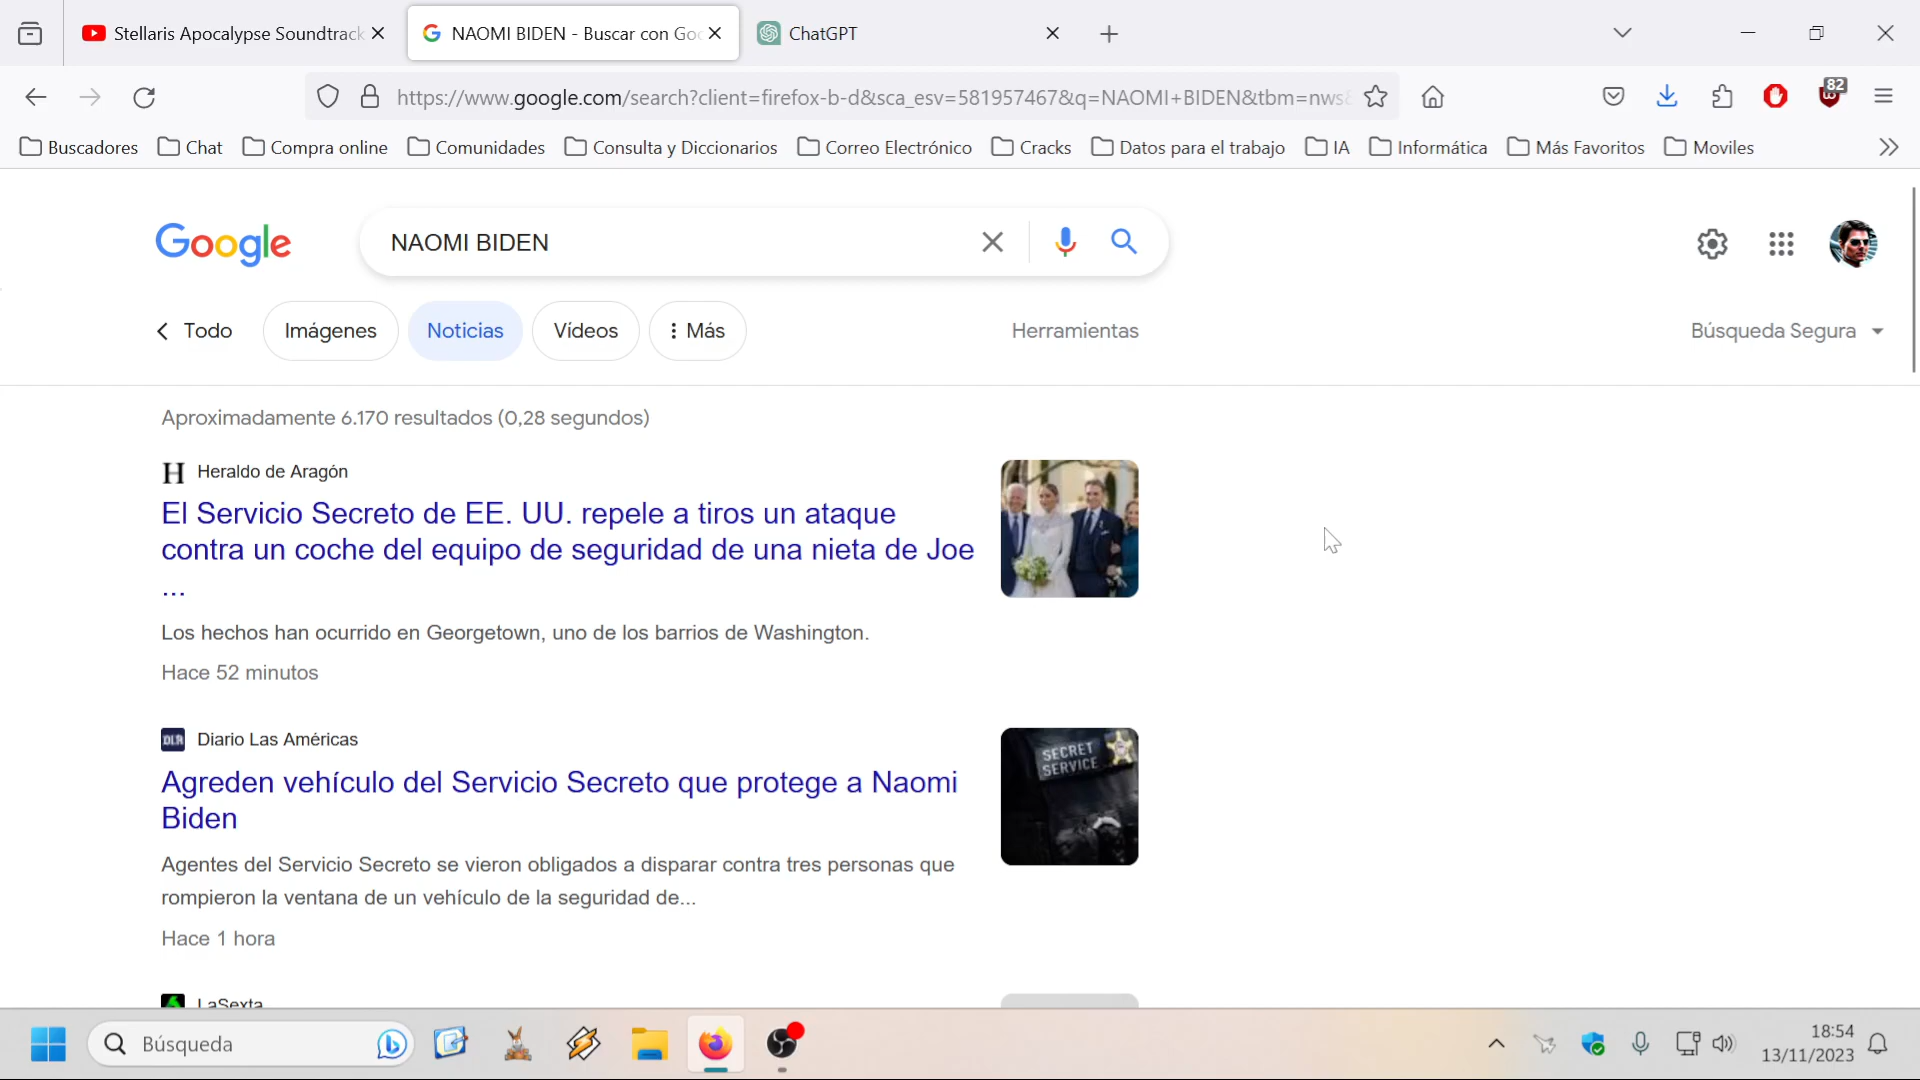 Stellaris Apocalypse Soundtrack
NAOMI BIDEN - Buscar con Goo
ChatGPT
https://www.google.com/search?client=firefox-b-d&sca_esv=581957467&q=NAOMI+BIDEN&tbm=nws&
82
Buscadores
Chat
Compra online
Comunidades
Consulta y Diccionarios
Correo Electrónico
Cracks
Datos para el trabajo
IA
Informática
Más Favoritos
Moviles
Google
NAOMI BIDEN
Todo
Imágenes
Noticias
Vídeos
Más
Herramientas
Búsqueda Segura
Aproximadamente 6.170 resultados (0,28 segundos)
H Heraldo de Aragón
El Servicio Secreto de EE. UU. repele a tiros un ataque
contra un coche del equipo de seguridad de una nieta de Joe
...
Los hechos han ocurrido en Georgetown, uno de los barrios de Washington.
Hace 52 minutos
DLA Diario Las Américas
SECRET
SERVICE
Agreden vehículo del Servicio Secreto que protege a Naomi
Biden
Agentes del Servicio Secreto se vieron obligados a disparar contra tres personas que
rompieron la ventana de un vehículo de la seguridad de...
Hace 1 hora
LaSexta
Búsqueda
18:54
13/11/2023